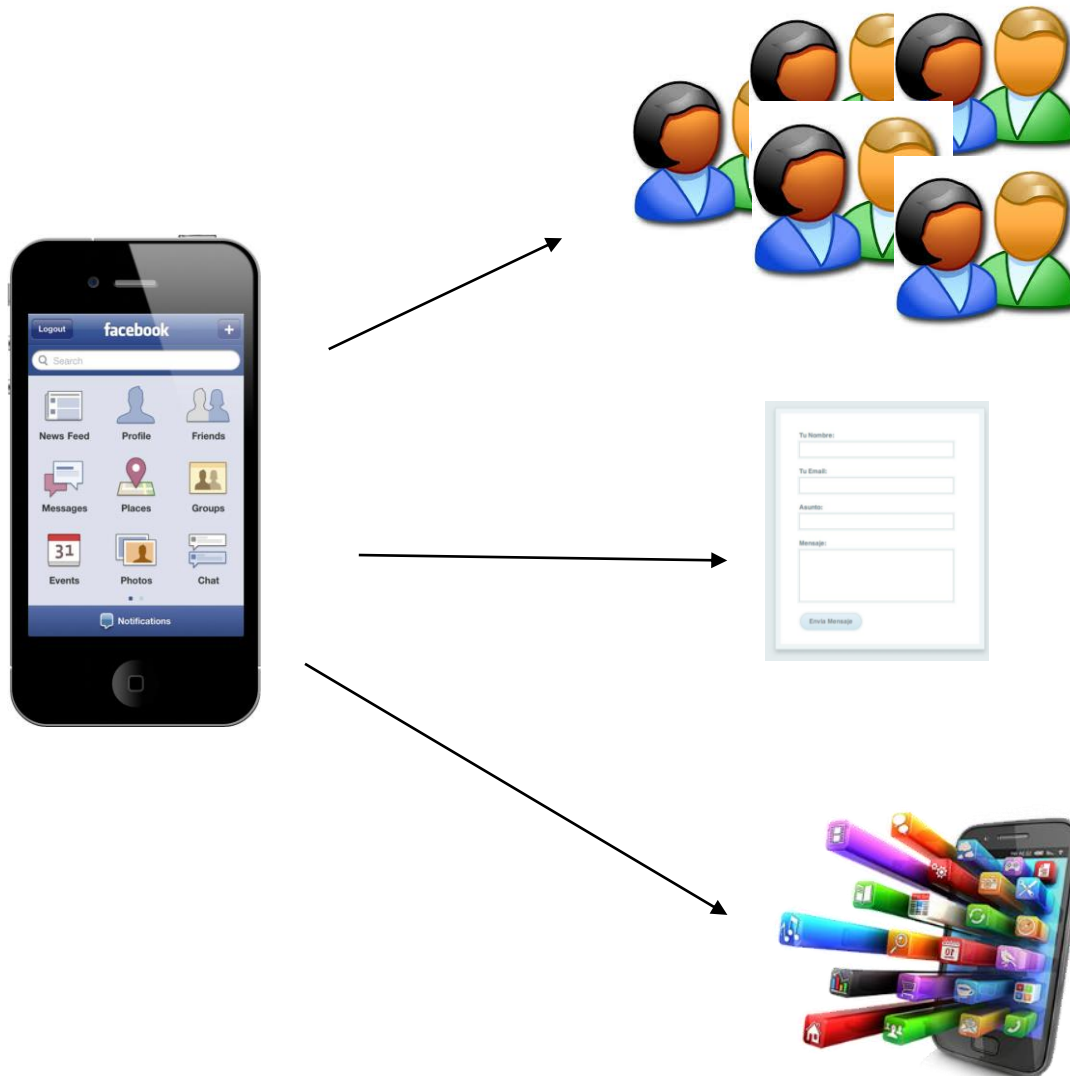 Logout facebook +
Search
News Feed Profile Friends
Messages Places Groups
31
Events Photos Chat
Notifications
Tu Nombre:
Tu Email:
Asunto:
Mensaje:
Envia Mensaje
10